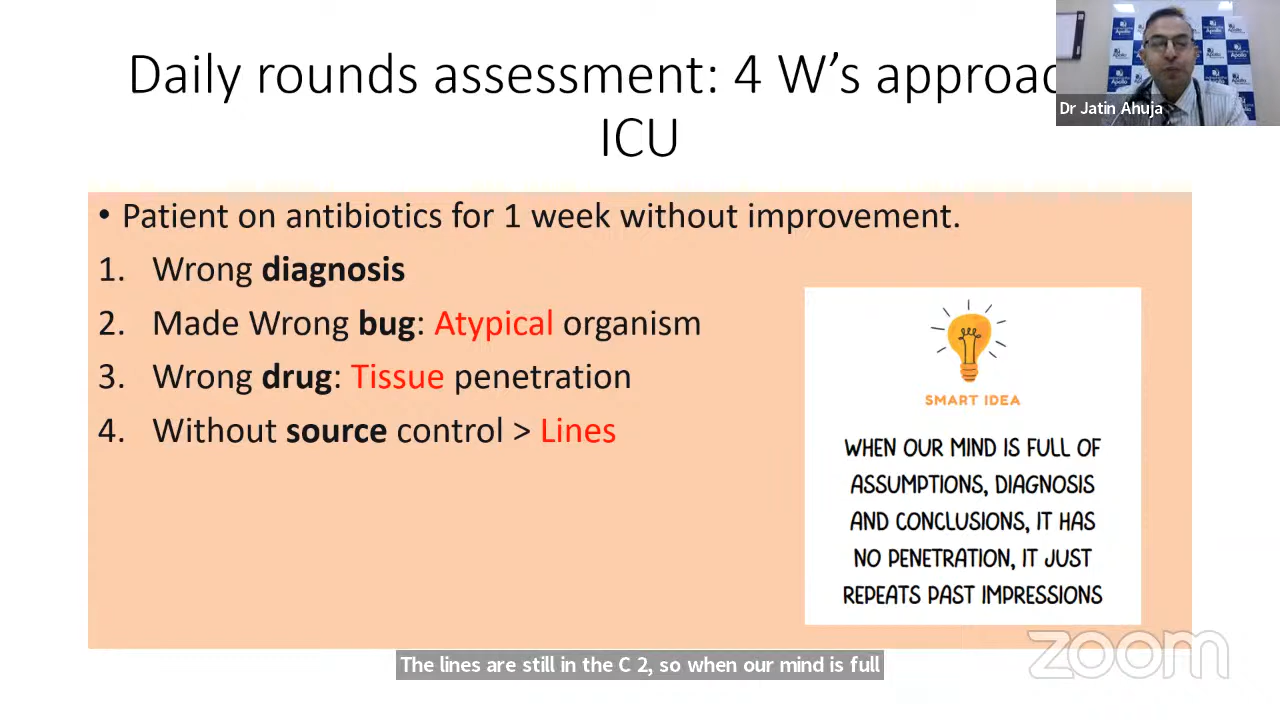 Daily rounds assessment: 4 W's approac
ICU
Dr Jatin Ahuja
• Patient on antibiotics for 1 week without improvement.
1. Wrong diagnosis
2. Made Wrong bug: Atypical organism
3. Wrong drug: Tissue penetration
4. Without source control > Lines
SMART IDEA
WHEN OUR MIND IS FULL OF
ASSUMPTIONS, DIAGNOSIS
AND CONCLUSIONS, IT HAS
NO PENETRATION, IT JUST
REPEATS PAST IMPRESSIONS
zoom
The lines are still in the C 2, so when our mind is full